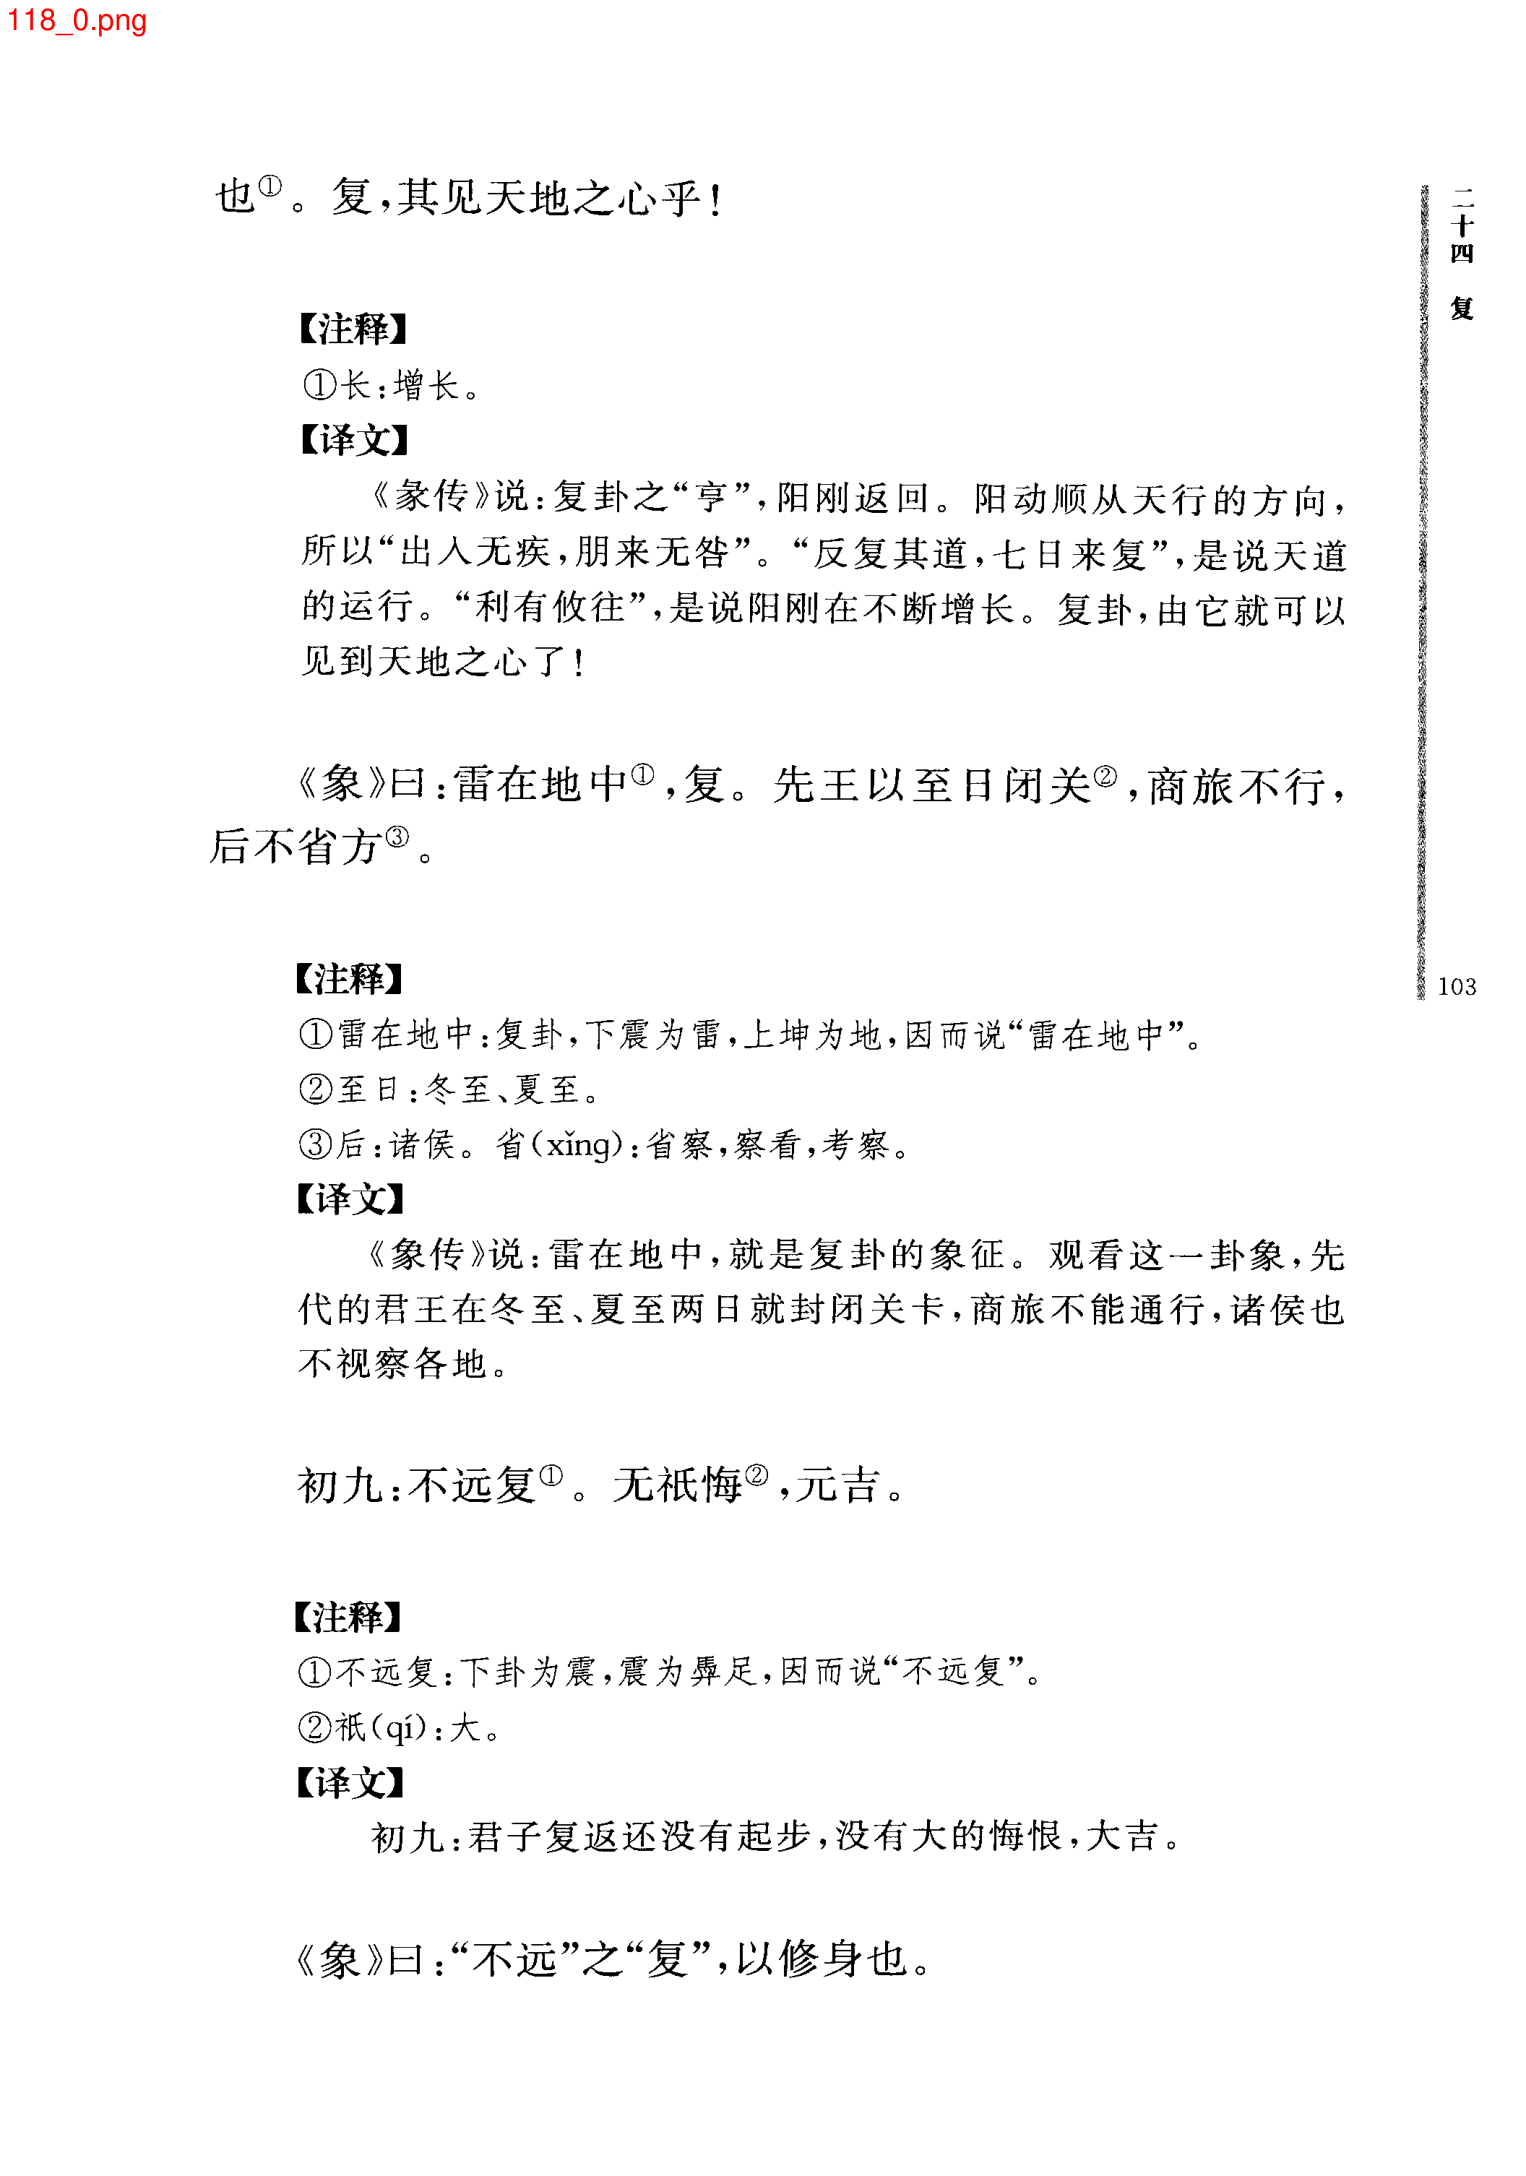 118_0.png
也①。复,其见天地之心乎!
二十四 复
【注释】
①长:增长。
【译文】
《彖传》说:复卦之“亨”,阳刚返回。阳动顺从天行的方向,
所以“出入无疾,朋来无咎”。“反复其道,七日来复”,是说天道
的运行。“利有攸往”,是说阳刚在不断增长。复卦,由它就可以
见到天地之心了!
《象》曰:雷在地中①,复。先王以至日闭关②,商旅不行,
后不省方③。
【注释】
103
①雷在地中:复卦,下震为雷,上坤为地,因而说“雷在地中”。
②至日:冬至、夏至。
③后:诸侯。省(xǐng):省察,察看,考察。
【译文】
《象传》说:雷在地中,就是复卦的象征。观看这一卦象,先
代的君王在冬至、夏至两日就封闭关卡,商旅不能通行,诸侯也
不视察各地。
初九:不远复①。无祇悔②,元吉。
【注释】
①不远复:下卦为震,震为馵足,因而说“不远复”。
②祇(qí):大。
【译文】
初九:君子复返还没有起步,没有大的悔恨,大吉。
《象》曰:“不远”之“复”,以修身也。